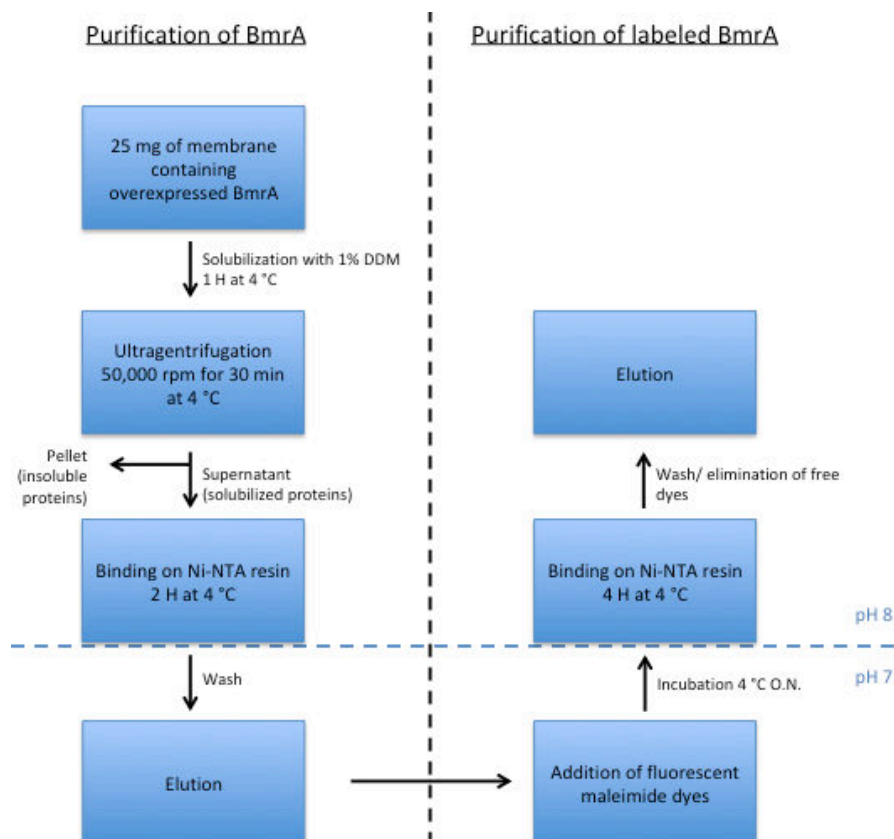 Purification of BmrA
25 mg of membrane
containing
overexpressed BmrA
Solubilization with 1% DDM
1 H at 4 °C
Ultragentrifugation
50,000 rpm for 30 min
at 4 °C
Pellet
(insoluble
proteins)
Supernatant
(solubilized proteins)
Binding on Ni-NTA resin
2 H at 4 °C
Wash
Elution
Purification of labeled BmrA
Elution
Wash/ elimination of free
dyes
Binding on Ni-NTA resin
4 H at 4 °C
pH 8
pH 7
Incubation 4 °C O.N.
Addition of fluorescent
maleimide dyes